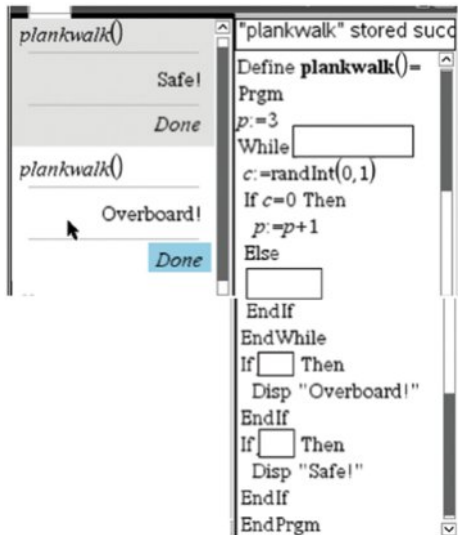 plankwalk()
Safe!
Done
plankwalk()
Overboard!
Done
"plankwalk" stored succ
Define plankwalk()=
Prgm
p:=3
While
c:=randInt(0,1)
If c=0 Then
p:=p+1
Else
EndIf
EndWhile
If Then
Disp "Overboard!"
EndIf
If Then
Disp "Safe!"
EndIf
EndPrgm